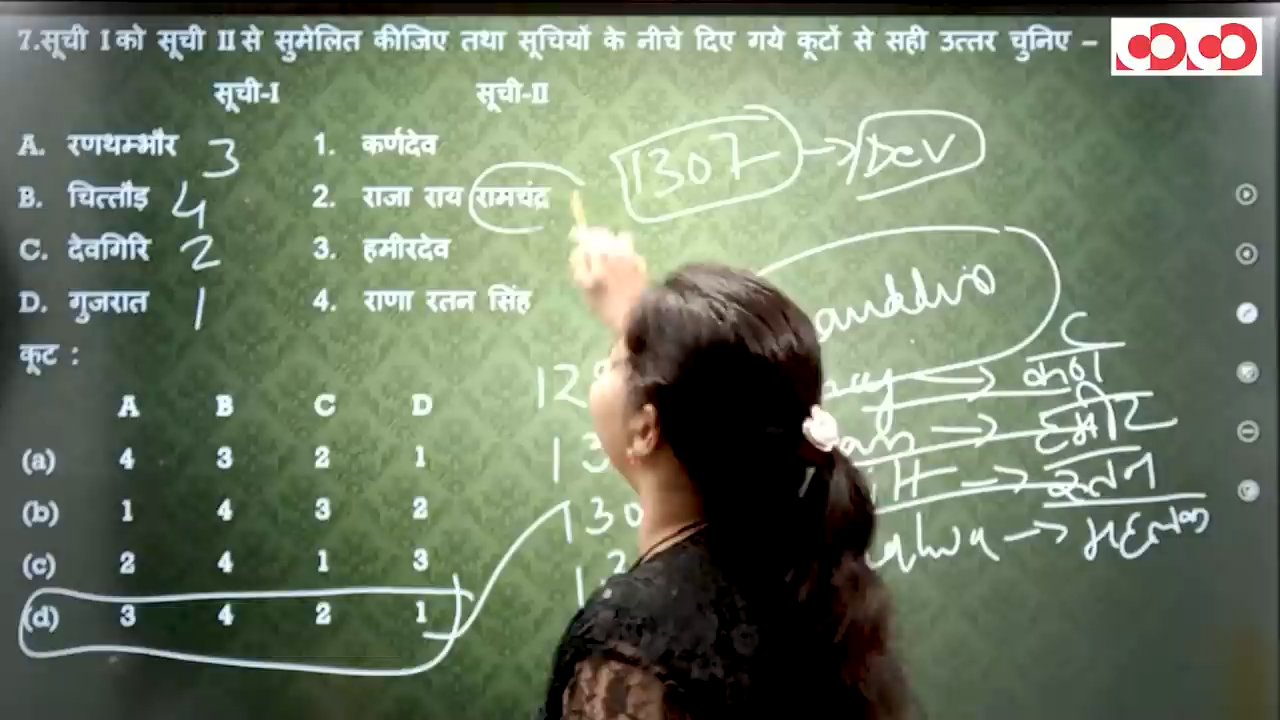 7.सूची I को सूची II से सुमेलित कीजिए तथा सूचियों के नीचे दिए गये कूटों से सही उत्तर चुनिए –
सूची-I सूची-II
A. रणथम्भौर 3 1. कर्णदेव 1307 → Dev
B. चित्तौड़ 4 2. राजा राय रामचंद्र
C. देवगिरि 2 3. हमीरदेव
D. गुजरात 1 4. राणा रतन सिंह
कूट :
A B C D
(a) 4 3 2 1
(b) 1 4 3 2
(c) 2 4 1 3
(d) 3 4 2 1
→ हमीर
→ रतन